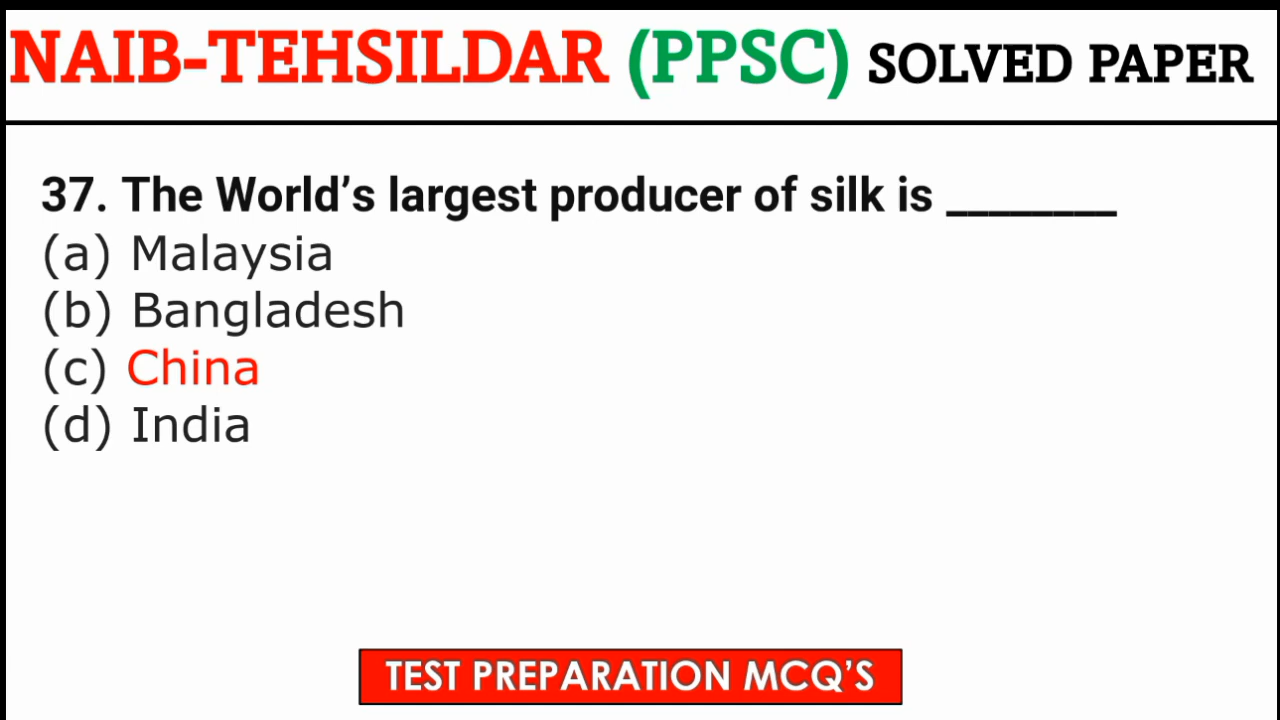 NAIB-TEHSILDAR (PPSC) SOLVED PAPER
37. The World’s largest producer of silk is ________
(a) Malaysia
(b) Bangladesh
(c) China
(d) India
TEST PREPARATION MCQ’S